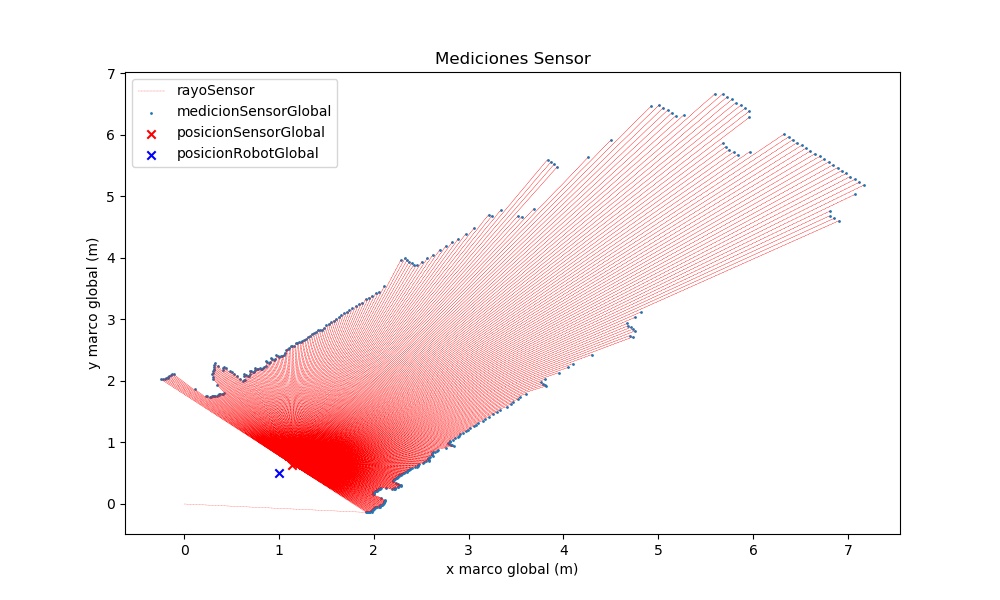 Mediciones Sensor
rayoSensor
medicionSensorGlobal
posicionSensorGlobal
posicionRobotGlobal
7
6
5
4
3
2
1
0
y marco global (m)
0 1 2 3 4 5 6 7
x marco global (m)